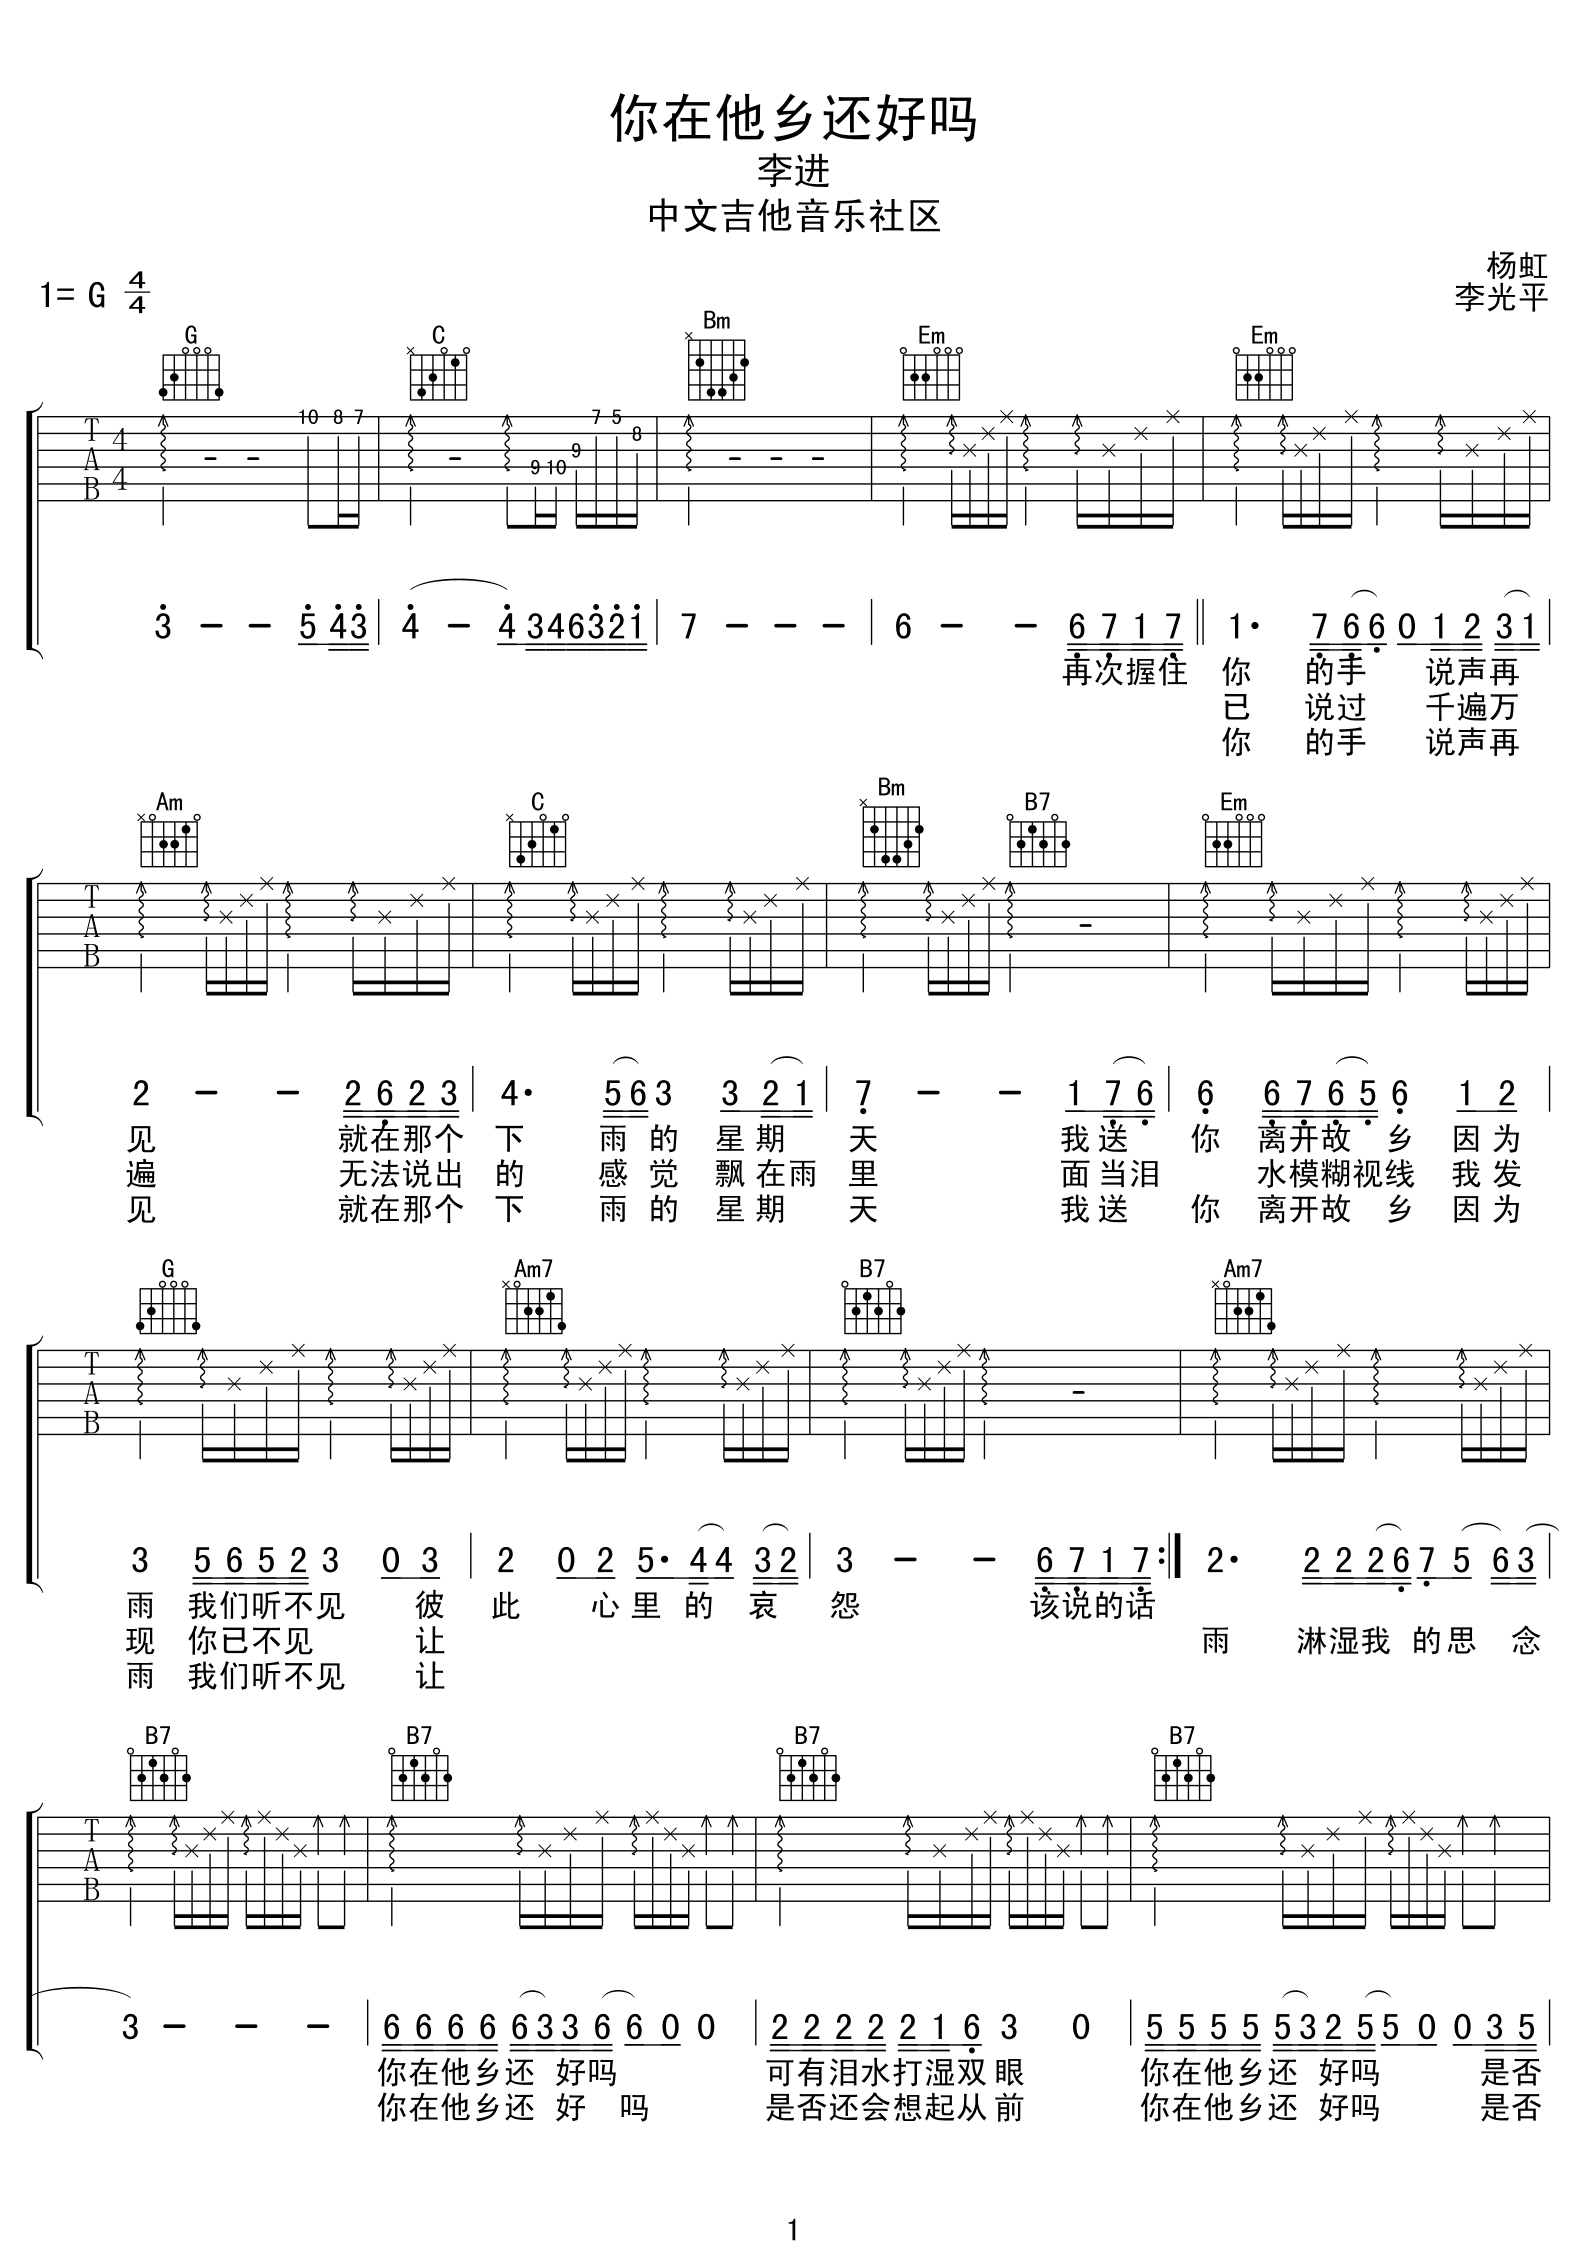 你在他乡还好吗
李进
中文吉他音乐社区
杨虹
1= G 4/4
李光平
G C Bm Em Em
10 8 7 9 10 9 7 5 8
T A B 4 4
3 – – 5 4 3 4 – 4 3 4 6 3 2 1 7 – – – 6 – – 6 7 1 7 1· 7 6 6 0 1 2 3 1
再次握住 你 的手 说声再
已 说过 千遍万
你 的手 说声再
Am C Bm B7 Em
T A B
2 – – 2 6 2 3 4· 5 6 3 3 2 1 7 – – 1 7 6 6 6 7 6 5 6 1 2
见 就在那个 下 雨 的 星 期 天 我 送 你 离开故 乡 因 为
遍 无法说出 的 感 觉 飘 在 雨 里 面 当 泪 水模糊视线 我 发
见 就在那个 下 雨 的 星 期 天 我 送 你 离开故 乡 因 为
G Am7 B7 Am7
T A B
3 5 6 5 2 3 0 3 2 0 2 5· 4 4 3 2 3 – – 6 7 1 7 2· 2 2 2 6 7 5 6 3
雨 我们听不见 彼 此 心 里 的 哀 怨 该说的话
现 你已不见 让 雨 淋湿我 的 思 念
雨 我们听不见 让
B7 B7 B7 B7
T A B
3 – – – 6 6 6 6 6 3 3 6 6 0 0 2 2 2 2 2 1 6 3 0 5 5 5 5 5 3 2 5 5 0 0 3 5
你在他乡还 好吗 可有泪水打湿双眼 你在他乡还 好吗 是否
你在他乡还 好 吗 是否还会想起从前 你在他乡还 好吗 是否
1